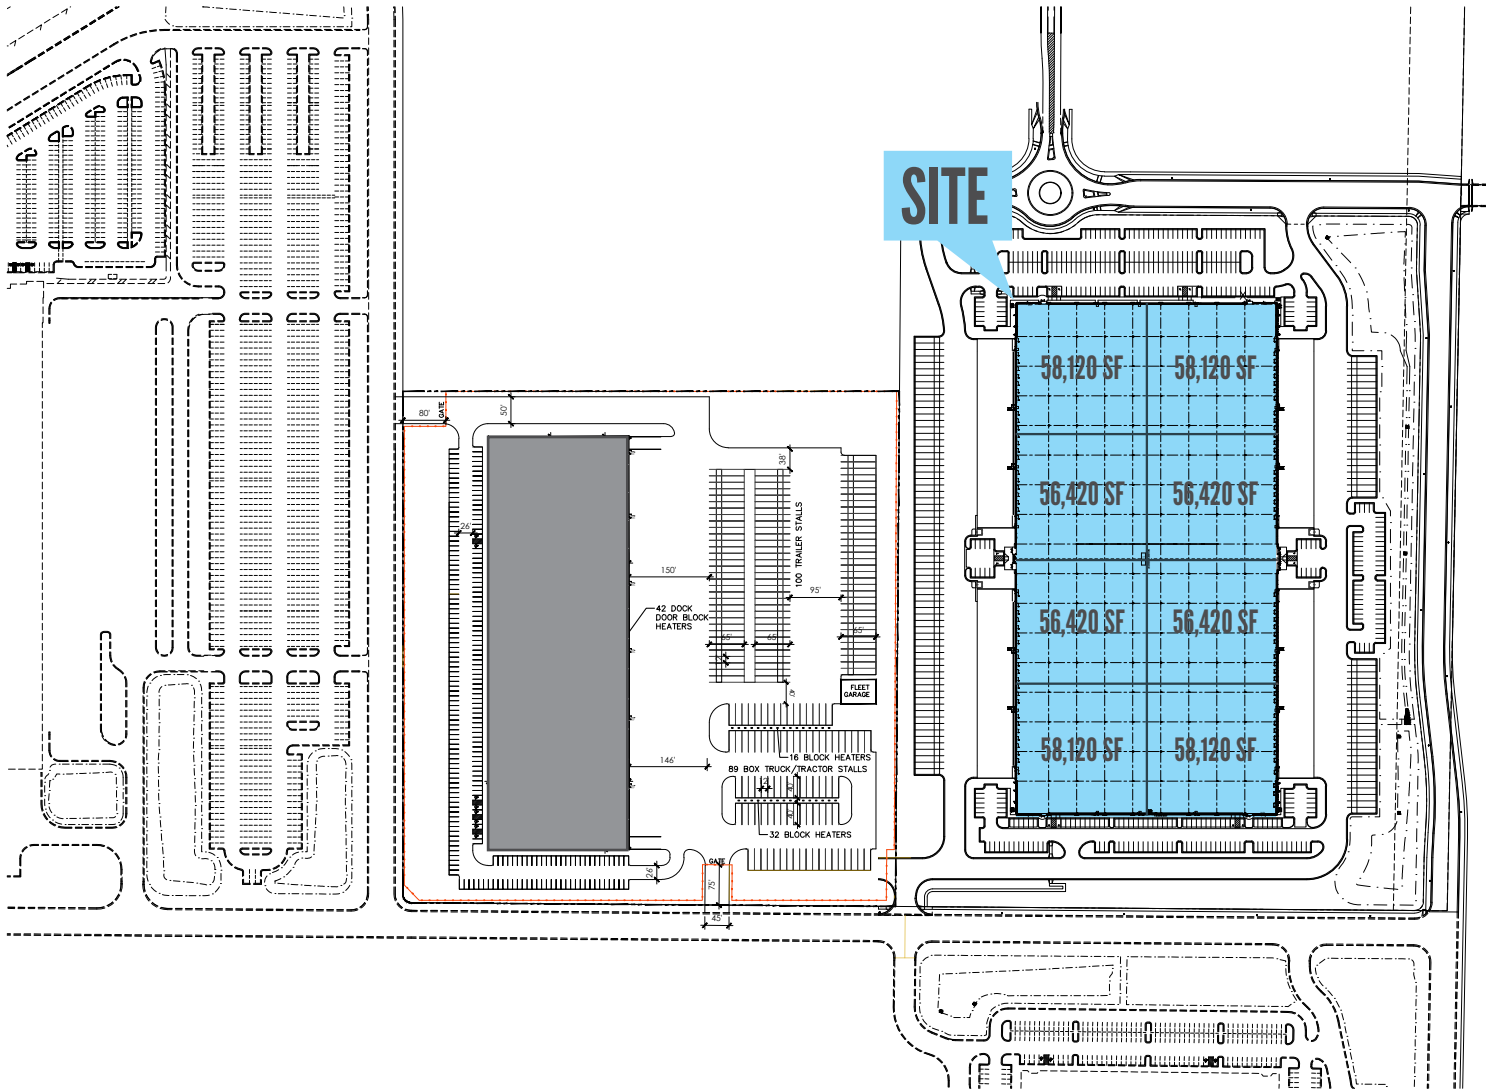 SITE
58,120 SF
58,120 SF
56,420 SF
56,420 SF
56,420 SF
56,420 SF
58,120 SF
58,120 SF
80'
GATE
50'
38'
26'
100 TRAILER STALLS
150'
95'
42 DOCK
DOOR BLOCK
HEATERS
65'
65'
65'
FLEET
GARAGE
146'
16 BLOCK HEATERS
89 BOX TRUCK/TRACTOR STALLS
40'
40'
32 BLOCK HEATERS
GATE
26'
75'
45'